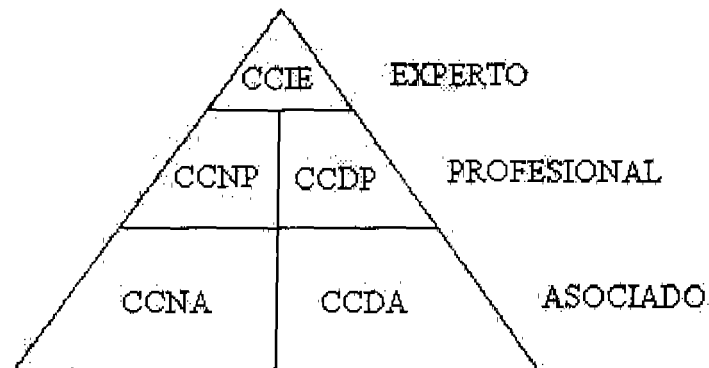 CCIE EXPERTO
CCNP CCDP PROFESIONAL
CCNA CCDA ASOCIADO